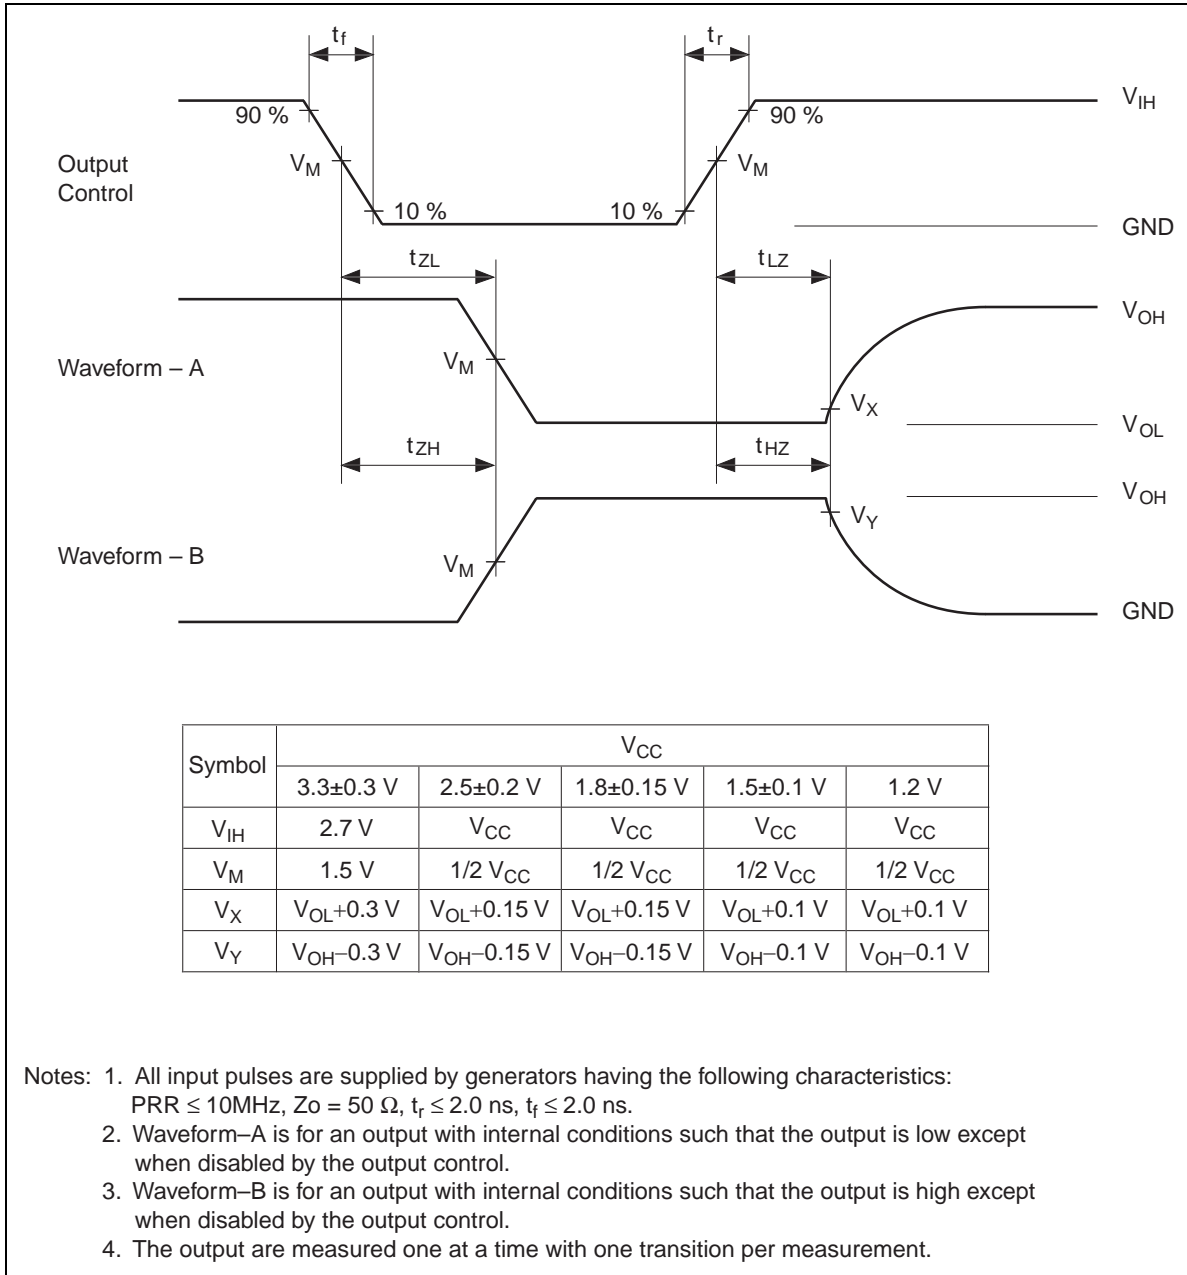 tf
tr
90 %
90 %
VIH
Output
Control
VM
VM
10 %
10 %
GND
tZL
tLZ
VOH
Waveform – A
VM
VX
VOL
tZH
tHZ
VOH
VY
Waveform – B
VM
GND
Symbol
VCC
3.3±0.3 V 2.5±0.2 V 1.8±0.15 V 1.5±0.1 V 1.2 V
VIH 2.7 V VCC VCC VCC VCC
VM 1.5 V 1/2 VCC 1/2 VCC 1/2 VCC 1/2 VCC
VX VOL+0.3 V VOL+0.15 V VOL+0.15 V VOL+0.1 V VOL+0.1 V
VY VOH−0.3 V VOH−0.15 V VOH−0.15 V VOH−0.1 V VOH−0.1 V
Notes: 1. All input pulses are supplied by generators having the following characteristics:
PRR ≤ 10MHz, Zo = 50 Ω, tr ≤ 2.0 ns, tf ≤ 2.0 ns.
2. Waveform–A is for an output with internal conditions such that the output is low except
when disabled by the output control.
3. Waveform–B is for an output with internal conditions such that the output is high except
when disabled by the output control.
4. The output are measured one at a time with one transition per measurement.